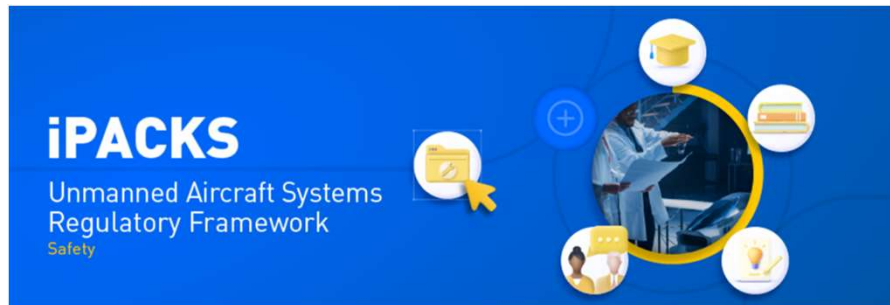 iPACKS
Unmanned Aircraft Systems
Regulatory Framework
Safety